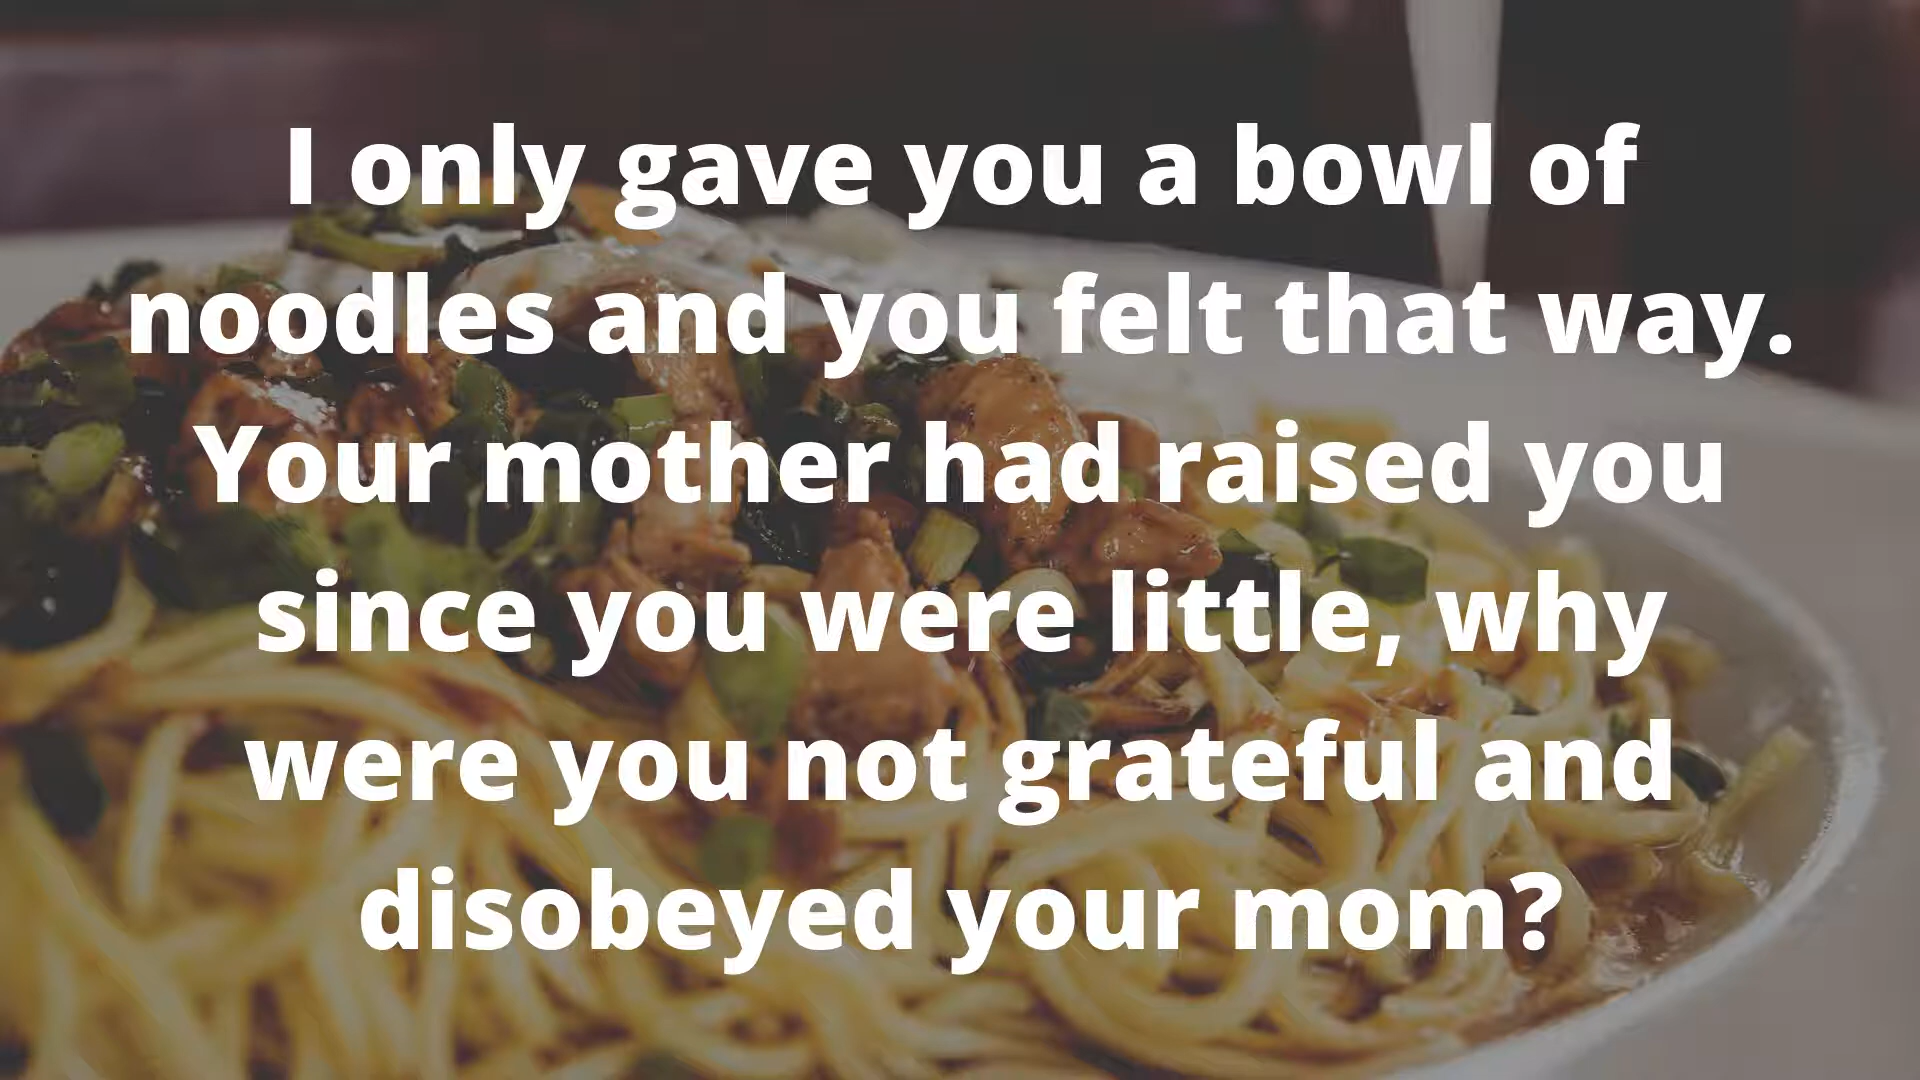 I only gave you a bowl of
noodles and you felt that way.
Your mother had raised you
since you were little, why
were you not grateful and
disobeyed your mom?